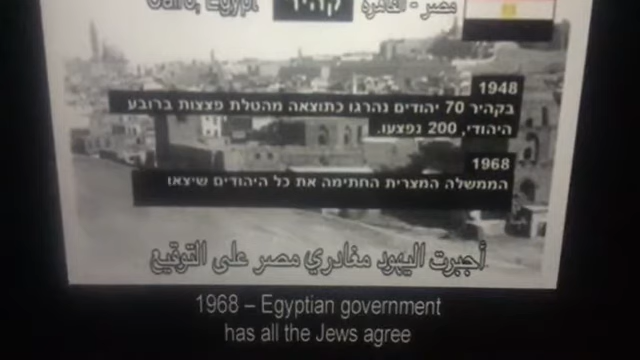 Cairo, Egypt קהיר مصر - القاهرة
1948
בקהיר 70 יהודים נהרגו כתוצאה מהטלת פצצות ברובע
היהודי, 200 נפצעו.
1968
הממשלה המצרית החתימה את כל היהודים שיצאו
أجبرت اليهود مغادري مصر على التوقيع
1968 – Egyptian government
has all the Jews agree